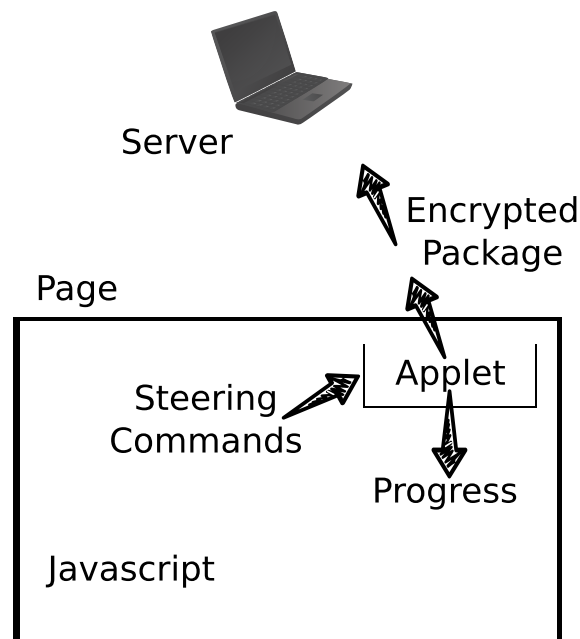 Server
Encrypted
Package
Page
Applet
Steering
Commands
Progress
Javascript